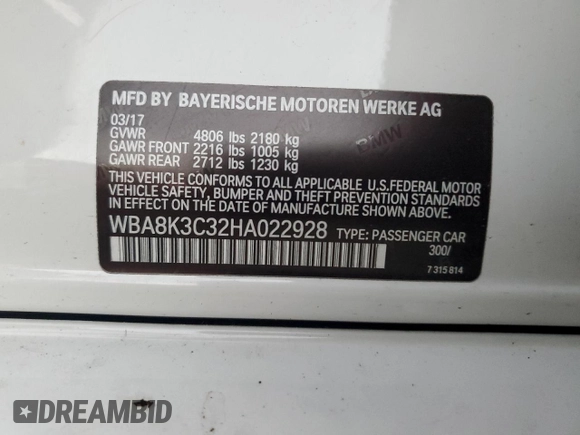 MFD BY BAYERISCHE MOTOREN WERKE AG
03/17
GVWR 4806 lbs 2180 kg
GAWR FRONT 2216 lbs 1005 kg
GAWR REAR 2712 lbs 1230 kg
THIS VEHICLE CONFORMS TO ALL APPLICABLE U.S.FEDERAL MOTOR
VEHICLE SAFETY, BUMPER AND THEFT PREVENTION STANDARDS
IN EFFECT ON THE DATE OF MANUFACTURE SHOWN ABOVE.
WBA8K3C32HA022928 TYPE: PASSENGER CAR
300/
7 315 814
BMW
DREAMBID